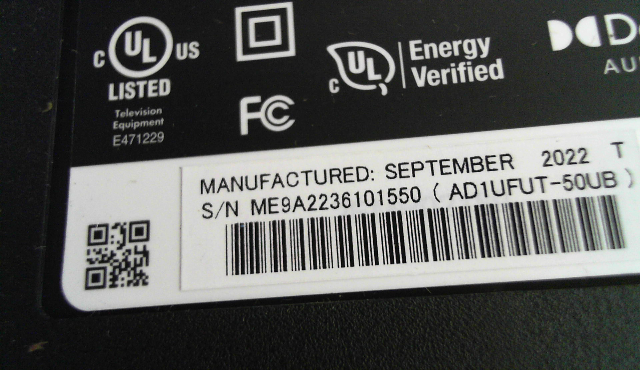 C UL US
LISTED
Television
Equipment
E471229
FC
C UL Energy
Verified
MANUFACTURED: SEPTEMBER 2022 T
S/N ME9A2236101550 ( AD1UFUT-50UB )